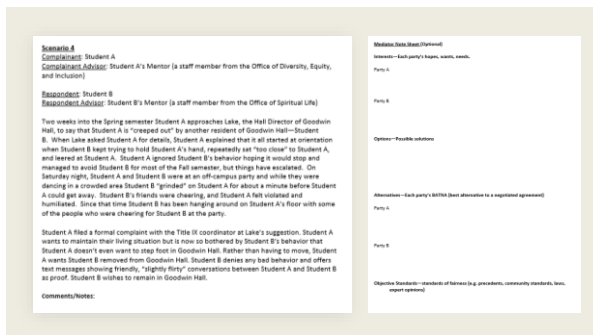 Scenario 4
Complainant: Student A
Complainant Advisor: Student A's Mentor (a staff member from the Office of Diversity, Equity,
and Inclusion)
Respondent: Student B
Respondent Advisor: Student B's Mentor (a staff member from the Office of Spiritual Life)
Two weeks into the Spring semester Student A approaches Lake, the Hall Director of Goodwin
Hall, to say that Student A is "creeped out" by another resident of Goodwin Hall—Student
B. When Lake asked Student A for details, Student A explained that it all started at orientation
when Student B kept trying to hold Student A's hand, repeatedly sat "too close" to Student A,
and leered at Student A. Student A ignored Student B's behavior hoping it would stop and
managed to avoid Student B for most of the Fall semester, but things have escalated. On
Saturday night, Student A and Student B were at an off-campus party and while they were
dancing in a crowded area Student B "grinded" on Student A for about a minute before Student
A could get away. Student B's friends were cheering, and Student A felt violated and
humiliated. Since that time Student B has been hanging around on Student A's floor with some
of the people who were cheering for Student B at the party.
Student A filed a formal complaint with the Title IX coordinator at Lake's suggestion. Student A
wants to maintain their living situation but is now so bothered by Student B's behavior that
Student A doesn't even want to step foot in Goodwin Hall. Rather than having to move, Student
A wants Student B removed from Goodwin Hall. Student B denies any bad behavior and offers
text messages showing friendly, "slightly flirty" conversations between Student A and Student B
as proof. Student B wishes to remain in Goodwin Hall.
Comments/Notes:
Mediator Note Sheet (Optional)
Interests—Each party's hopes, wants, needs.
Party A
Party B
Options—Possible solutions
Alternatives—Each party's BATNA (best alternative to a negotiated agreement)
Party A
Party B
Objective Standards—standards of fairness (e.g. precedents, community standards, laws,
expert opinions)